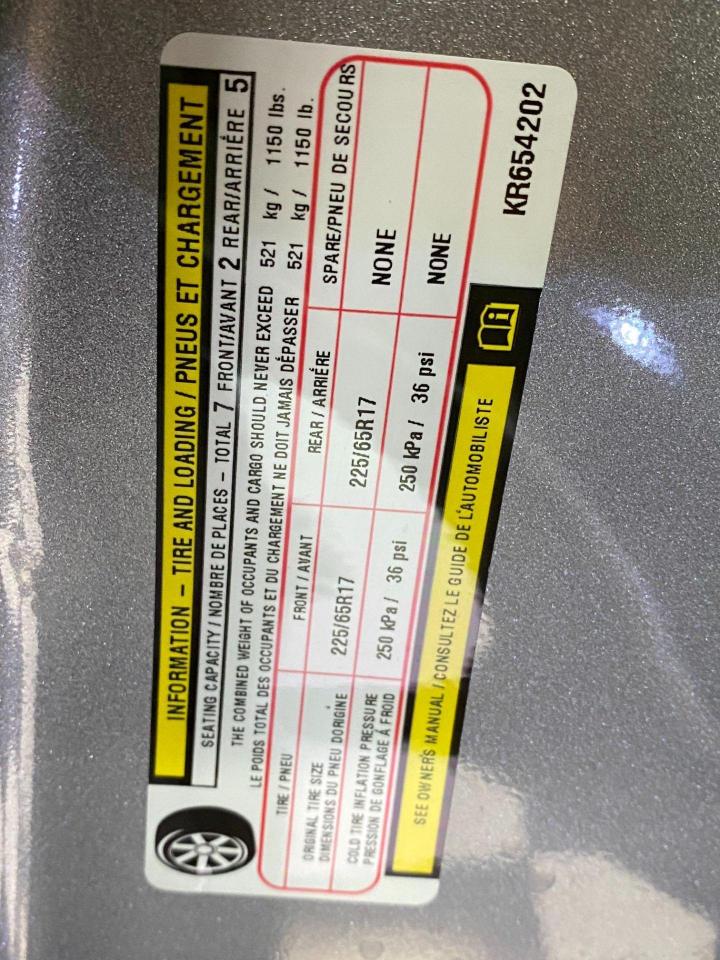 INFORMATION – TIRE AND LOADING / PNEUS ET CHARGEMENT
SEATING CAPACITY / NOMBRE DE PLACES – TOTAL 7 FRONT/AVANT 2 REAR/ARRIÉRE 5
THE COMBINED WEIGHT OF OCCUPANTS AND CARGO SHOULD NEVER EXCEED 521 kg / 1150 lbs.
LE POIDS TOTAL DES OCCUPANTS ET DU CHARGEMENT NE DOIT JAMAIS DÉPASSER 521 kg / 1150 lb.
TIRE / PNEU FRONT / AVANT REAR / ARRIÉRE SPARE/PNEU DE SECOURS
ORIGINAL TIRE SIZE
DIMENSIONS DU PNEU D'ORIGINE 225/65R17 225/65R17 NONE
COLD TIRE INFLATION PRESSURE
PRESSION DE GONFLAGE À FROID 250 kPa / 36 psi 250 kPa / 36 psi NONE
SEE OWNER'S MANUAL / CONSULTEZ LE GUIDE DE L'AUTOMOBILISTE
KR654202